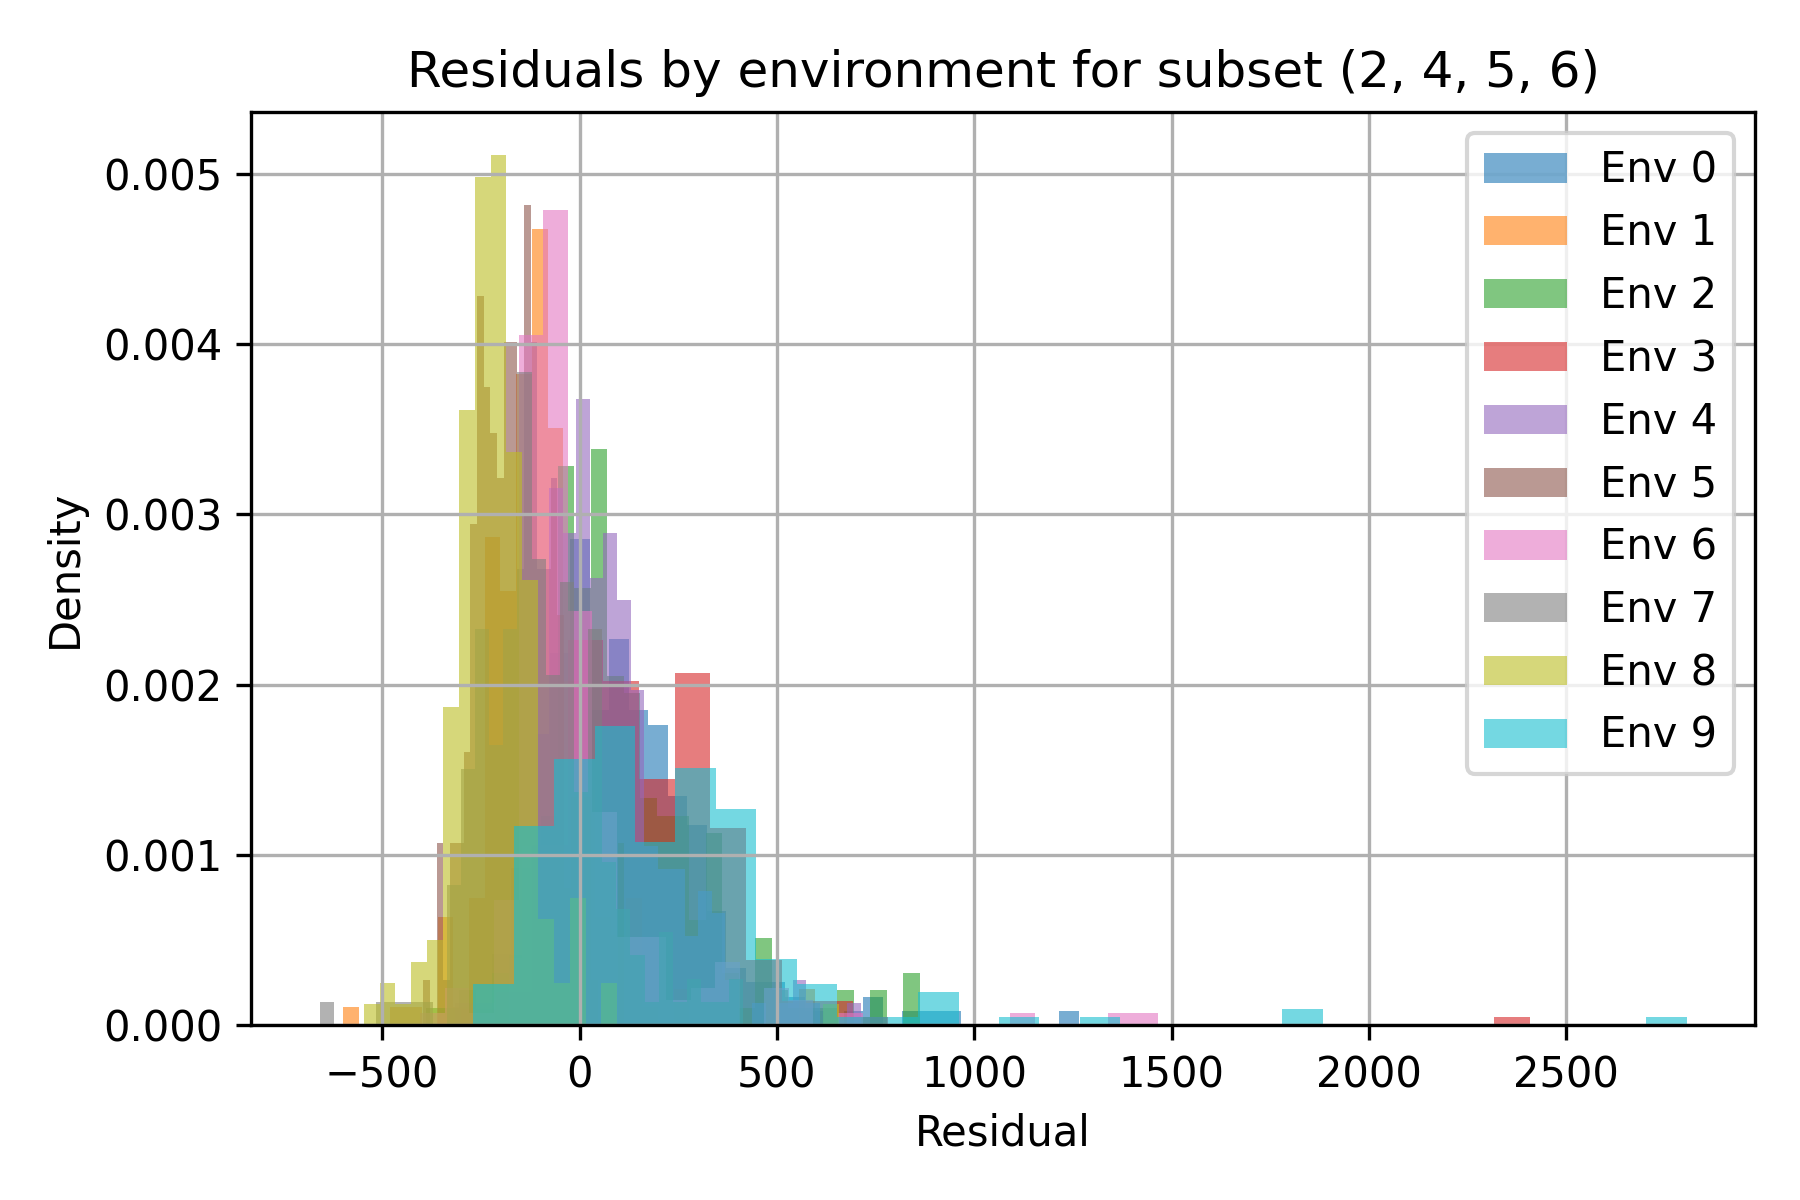 Residuals by environment for subset (2, 4, 5, 6)
0.005
0.004
0.003
0.002
0.001
0.000
Density
−500
0
500
1000
1500
2000
2500
Residual
Env 0
Env 1
Env 2
Env 3
Env 4
Env 5
Env 6
Env 7
Env 8
Env 9